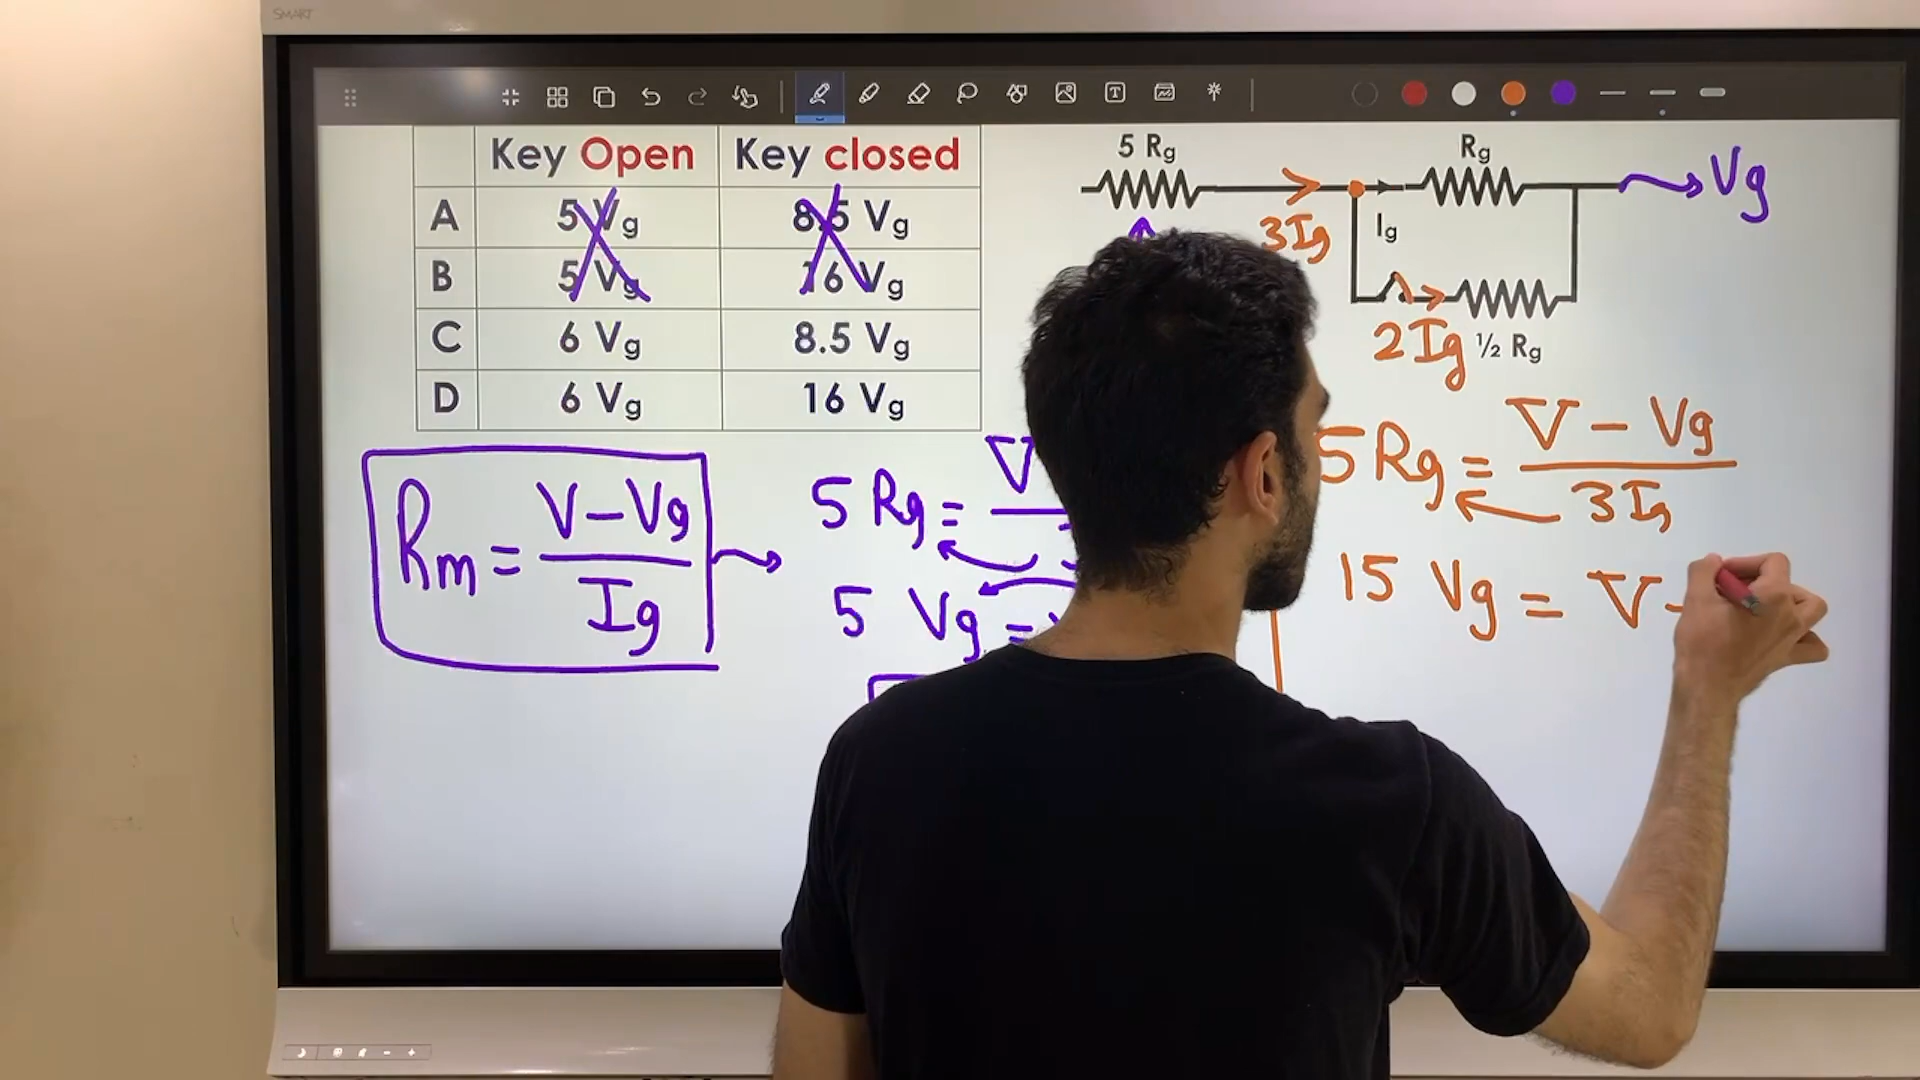 SMART
Key Open Key closed
A 5 Vg 8.5 Vg
B 5 Vg 16 Vg
C 6 Vg 8.5 Vg
D 6 Vg 16 Vg
5 Rg
Rg
Vg
3Ig
Ig
2Ig
½ Rg
Rm = V-Vg / Ig
5 Rg = V
5 Vg =
5Rg = V - Vg / 3Ig
15 Vg = V -